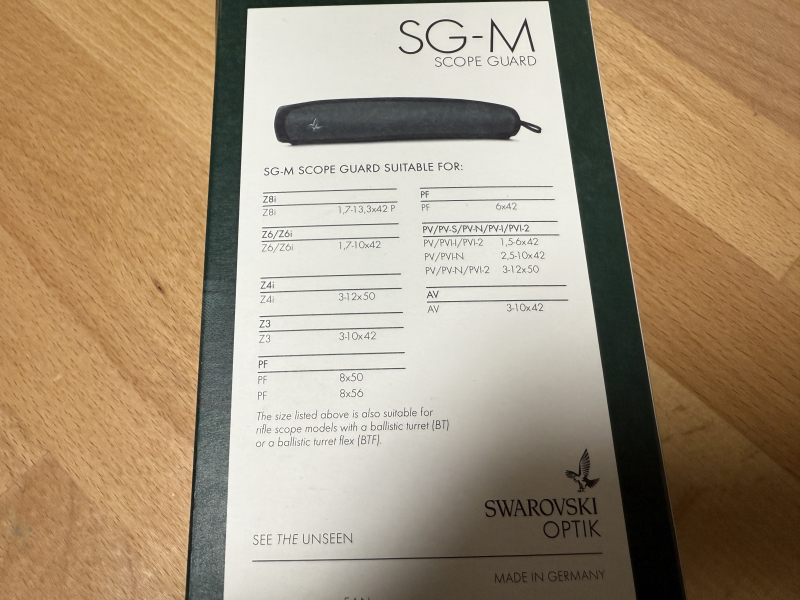 SG-M
SCOPE GUARD
SG-M SCOPE GUARD SUITABLE FOR:
Z8i
Z8i 1,7-13,3x42 P
Z6/Z6i
Z6/Z6i 1,7-10x42
Z4i
Z4i 3-12x50
Z3
Z3 3-10x42
PF
PF 8x50
PF 8x56
PF
PF 6x42
PV/PV-S/PV-N/PV-I/PVI-2
PV/PVI-I/PVI-2 1,5-6x42
PV/PVI-N 2,5-10x42
PV/PV-N/PVI-2 3-12x50
AV
AV 3-10x42
The size listed above is also suitable for
rifle scope models with a ballistic turret (BT)
or a ballistic turret flex (BTF).
SWAROVSKI
OPTIK
SEE THE UNSEEN
MADE IN GERMANY